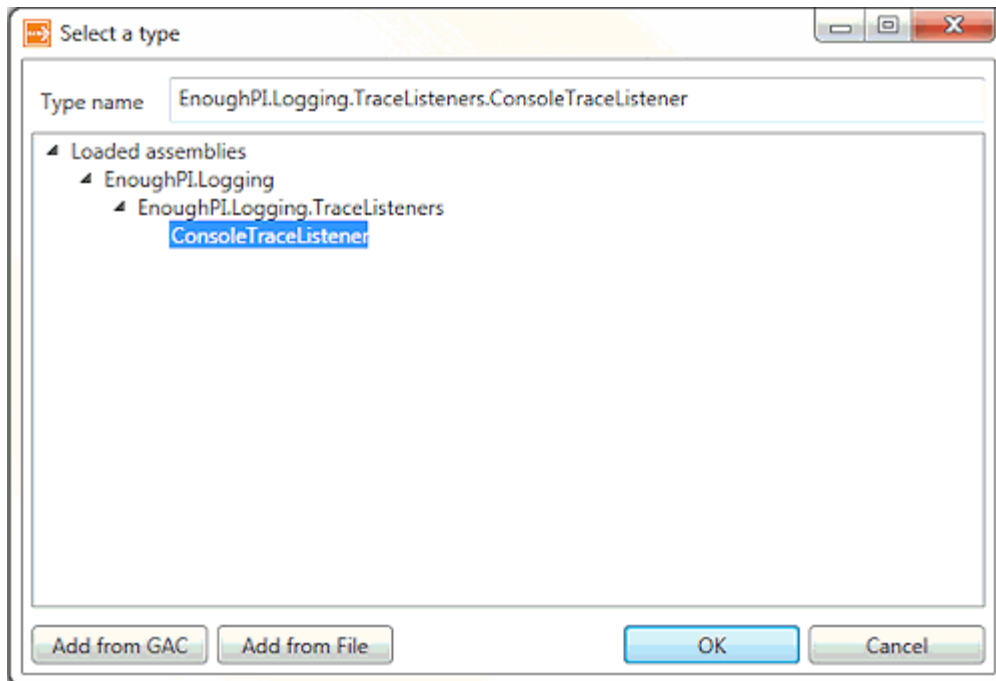 Select a type
Type name EnoughPI.Logging.TraceListeners.ConsoleTraceListener
Loaded assemblies
EnoughPI.Logging
EnoughPI.Logging.TraceListeners
ConsoleTraceListener
Add from GAC Add from File OK Cancel